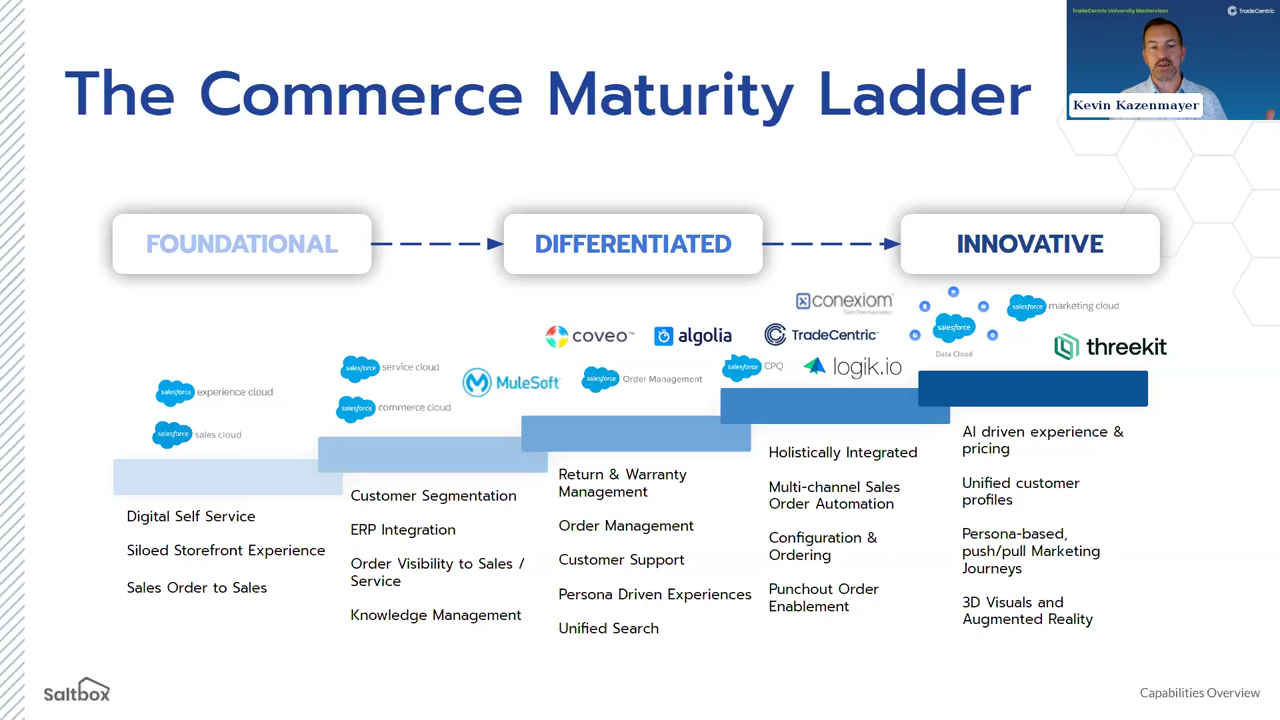 TradeCentric University Masterclass
TradeCentric
Kevin Kazenmayer
The Commerce Maturity Ladder
FOUNDATIONAL
DIFFERENTIATED
INNOVATIVE
salesforce experience cloud
salesforce sales cloud
Digital Self Service
Siloed Storefront Experience
Sales Order to Sales
salesforce service cloud
salesforce commerce cloud
Customer Segmentation
ERP Integration
Order Visibility to Sales /
Service
Knowledge Management
MuleSoft
coveo™
algolia
salesforce Order Management
Return & Warranty
Management
Order Management
Customer Support
Persona Driven Experiences
Unified Search
conexiom
Sales Order Automation
TradeCentric
salesforce CPQ
logik.io
Holistically Integrated
Multi-channel Sales
Order Automation
Configuration &
Ordering
Punchout Order
Enablement
salesforce
Data Cloud
salesforce marketing cloud
threekit
AI driven experience &
pricing
Unified customer
profiles
Persona-based,
push/pull Marketing
Journeys
3D Visuals and
Augmented Reality
Saltbox
Capabilities Overview